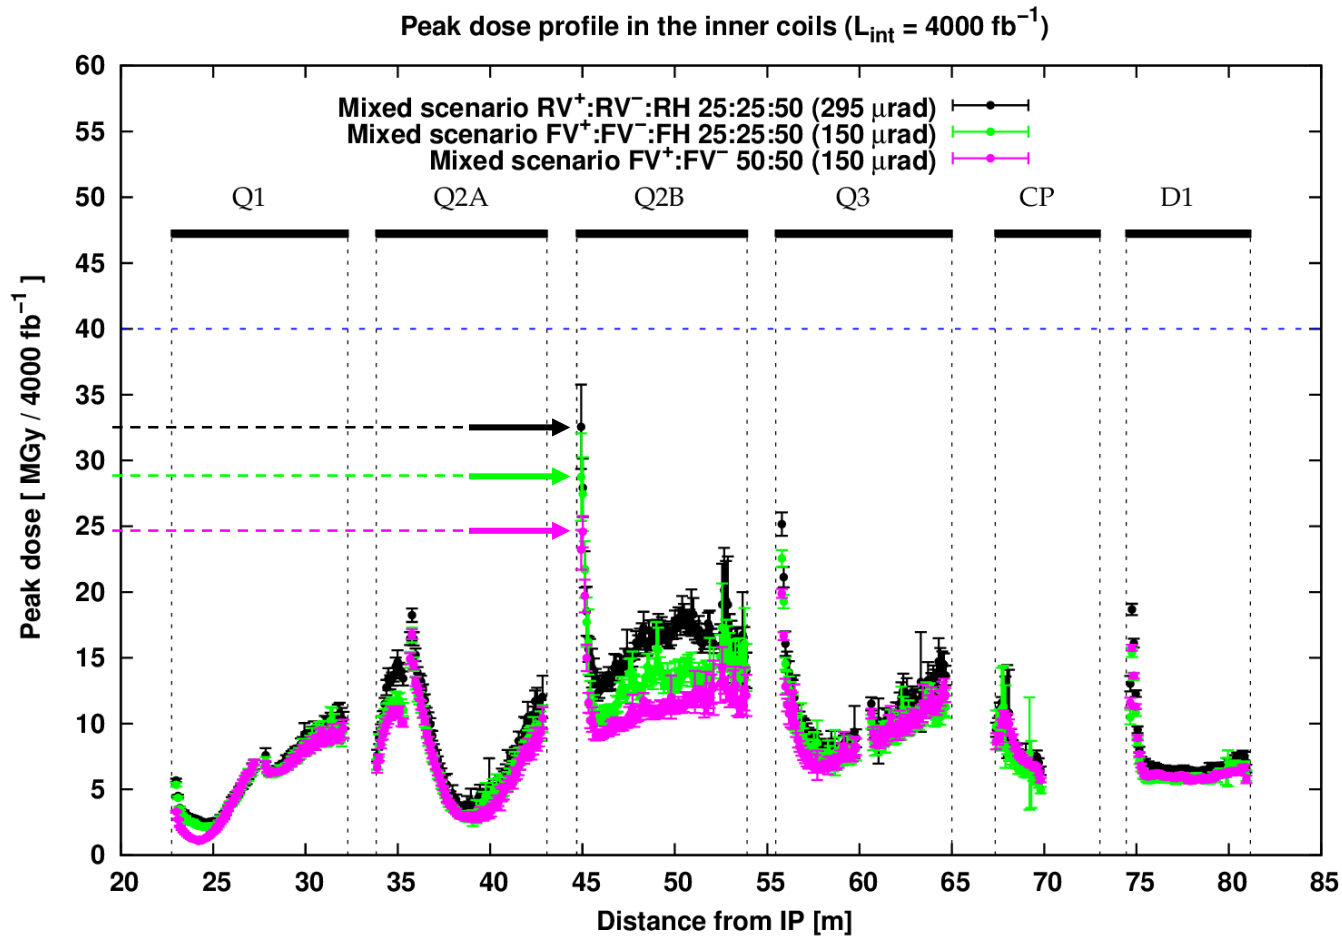 Peak dose profile in the inner coils (Lint = 4000 fb−1)
Mixed scenario RV+:RV−:RH 25:25:50 (295 μrad)
Mixed scenario FV+:FV−:FH 25:25:50 (150 μrad)
Mixed scenario FV+:FV− 50:50 (150 μrad)
Q1 Q2A Q2B Q3 CP D1
Peak dose [ MGy / 4000 fb−1 ]
60
55
50
45
40
35
30
25
20
15
10
5
0
20 25 30 35 40 45 50 55 60 65 70 75 80 85
Distance from IP [m]